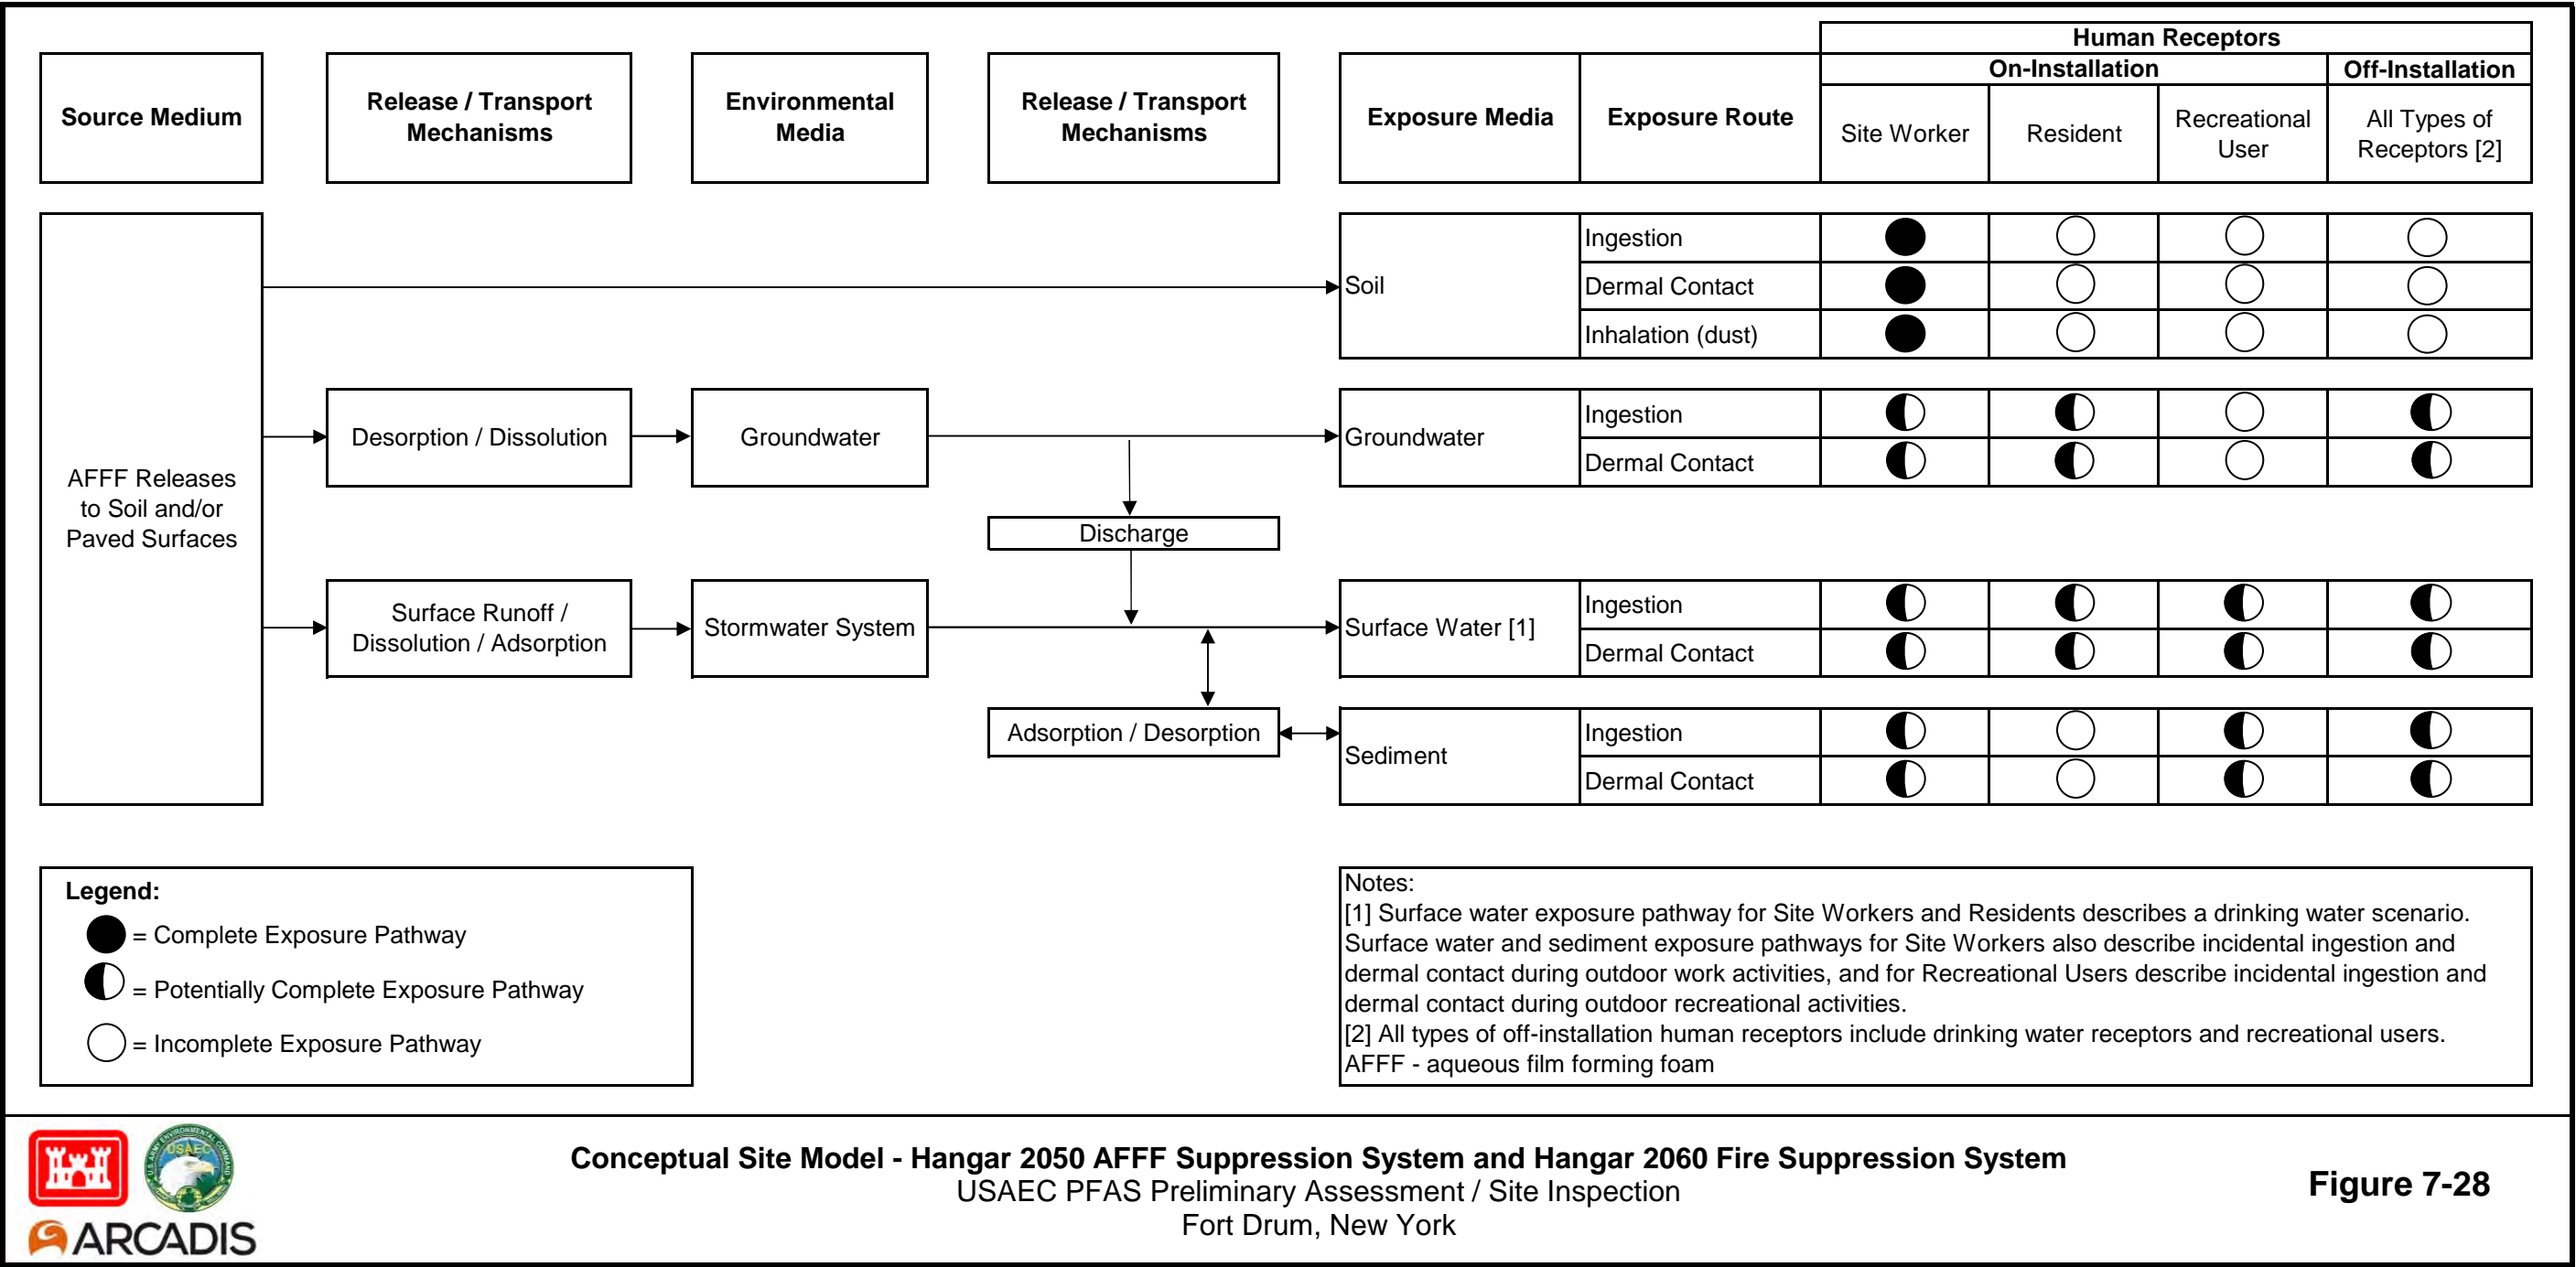 Human Receptors
On-Installation
Off-Installation
Source Medium
Release / Transport
Mechanisms
Environmental
Media
Release / Transport
Mechanisms
Exposure Media
Exposure Route
Site Worker
Resident
Recreational
User
All Types of
Receptors [2]
AFFF Releases
to Soil and/or
Paved Surfaces
Soil
Ingestion
Dermal Contact
Inhalation (dust)
Desorption / Dissolution
Groundwater
Groundwater
Ingestion
Dermal Contact
Discharge
Surface Runoff /
Dissolution / Adsorption
Stormwater System
Surface Water [1]
Ingestion
Dermal Contact
Adsorption / Desorption
Sediment
Ingestion
Dermal Contact
Legend:
= Complete Exposure Pathway
= Potentially Complete Exposure Pathway
= Incomplete Exposure Pathway
Notes:
[1] Surface water exposure pathway for Site Workers and Residents describes a drinking water scenario.
Surface water and sediment exposure pathways for Site Workers also describe incidental ingestion and
dermal contact during outdoor work activities, and for Recreational Users describe incidental ingestion and
dermal contact during outdoor recreational activities.
[2] All types of off-installation human receptors include drinking water receptors and recreational users.
AFFF - aqueous film forming foam
U.S. ARMY ENVIRONMENTAL COMMAND
USAEC
ARCADIS
Conceptual Site Model - Hangar 2050 AFFF Suppression System and Hangar 2060 Fire Suppression System
USAEC PFAS Preliminary Assessment / Site Inspection
Fort Drum, New York
Figure 7-28